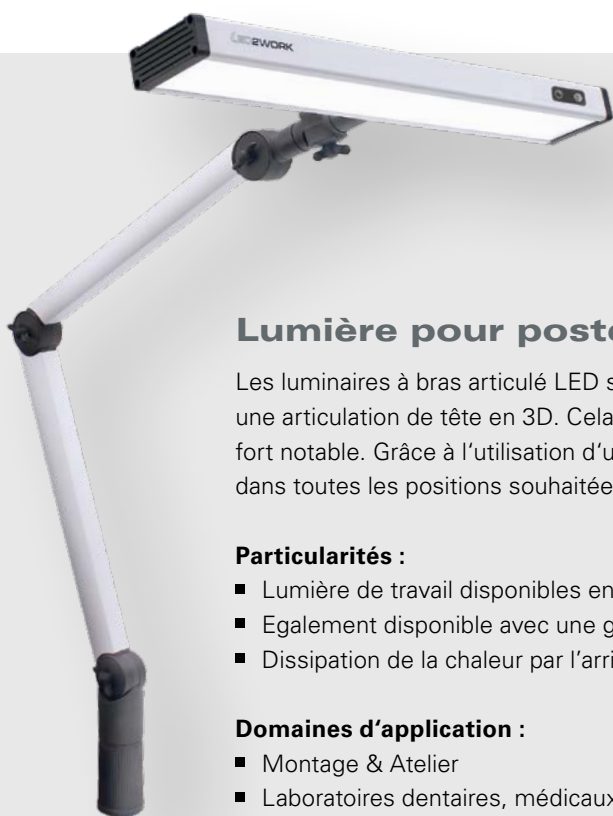 LED2WORK
Lumière pour poste
Les luminaires à bras articulé LED s
une articulation de tête en 3D. Cela
fort notable. Grâce à l‘utilisation d‘u
dans toutes les positions souhaitée
Particularités :
■ Lumière de travail disponibles en
■ Egalement disponible avec une g
■ Dissipation de la chaleur par l’arri
Domaines d‘application :
■ Montage & Atelier
■ Laboratoires dentaires, médicaux